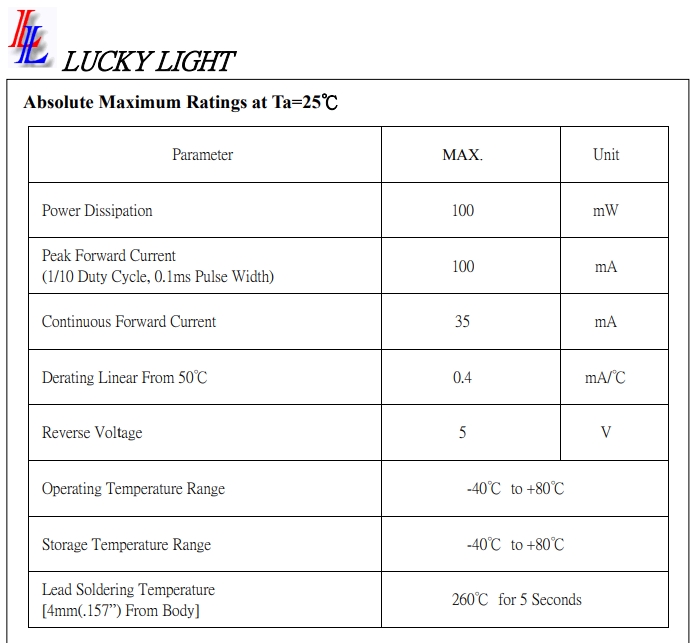 LL
LUCKY LIGHT
Absolute Maximum Ratings at Ta=25℃
Parameter MAX. Unit
Power Dissipation 100 mW
Peak Forward Current
(1/10 Duty Cycle, 0.1ms Pulse Width) 100 mA
Continuous Forward Current 35 mA
Derating Linear From 50℃ 0.4 mA/℃
Reverse Voltage 5 V
Operating Temperature Range -40℃ to +80℃
Storage Temperature Range -40℃ to +80℃
Lead Soldering Temperature
[4mm(.157”) From Body] 260℃ for 5 Seconds